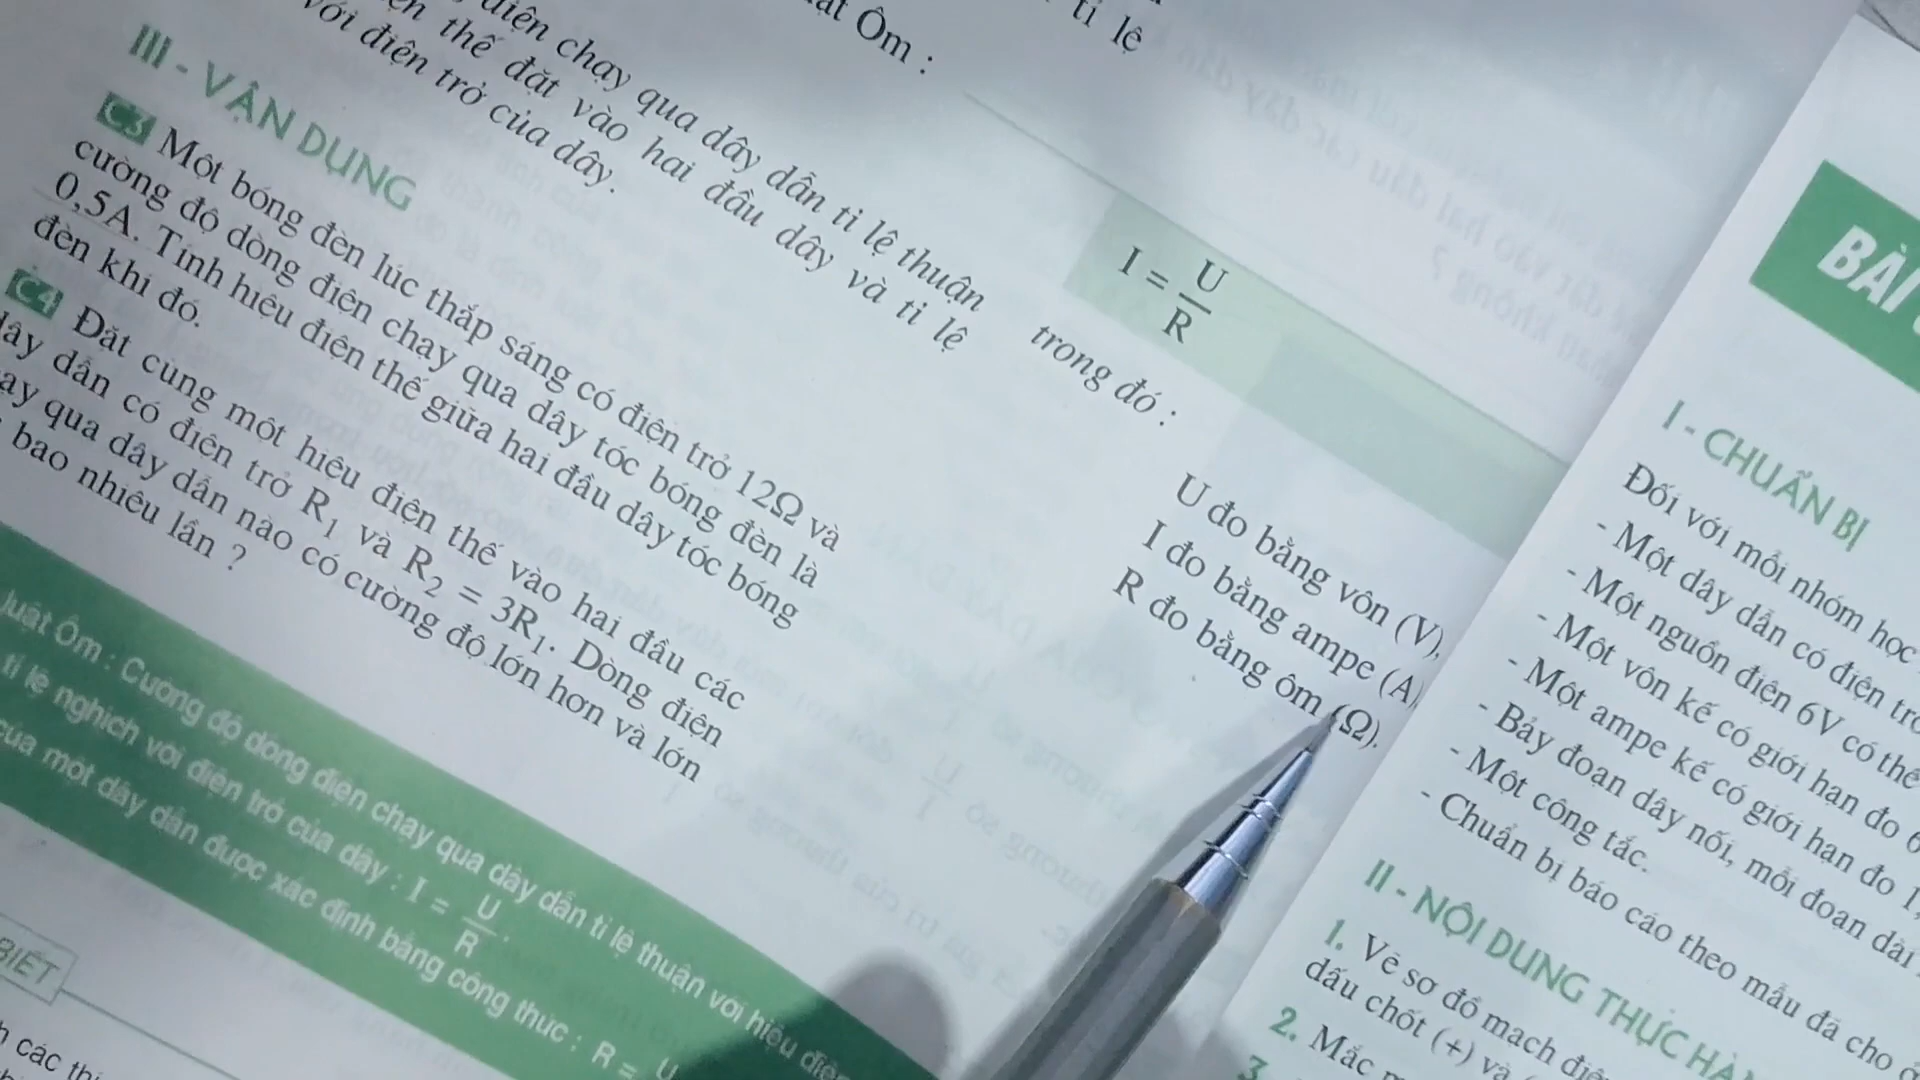 điện chạy qua dây dẫn tỉ lệ thuận
thế đặt vào hai đầu dây và tỉ lệ
với điện trở của dây.
III - VẬN DỤNG
C3 Một bóng đèn lúc thắp sáng có điện trở 12Ω và
cường độ dòng điện chạy qua dây tóc bóng đèn là
0,5A. Tính hiệu điện thế giữa hai đầu dây tóc bóng
đèn khi đó.
C4 Đặt cùng một hiệu điện thế vào hai đầu các
dây dẫn có điện trở R₁ và R₂ = 3R₁. Dòng điện
qua dây dẫn nào có cường độ lớn hơn và lớn
bao nhiêu lần ?
luật Ôm : Cường độ dòng điện chạy qua dây dẫn tỉ lệ thuận với hiệu điện
tỉ lệ nghịch với điện trở của dây : I = U/R.
của một dây dẫn được xác định bằng công thức : R = U
BIẾT
các
Ôm :
tỉ lệ
I = U/R
trong đó :
U đo bằng vôn (V),
I đo bằng ampe (A)
R đo bằng ôm (Ω).
BÀI
I - CHUẨN BỊ
Đối với mỗi nhóm học
- Một dây dẫn có điện trở
- Một nguồn điện 6V có thể
- Một vôn kế có giới hạn đo 6
- Một ampe kế có giới hạn đo 1,
- Bảy đoạn dây nối, mỗi đoạn dài
- Một công tắc.
- Chuẩn bị báo cáo theo mẫu đã cho ở
II - NỘI DUNG THỰC HÀNH
1. Vẽ sơ đồ mạch điện
dấu chốt (+) và
2. Mắc
3.